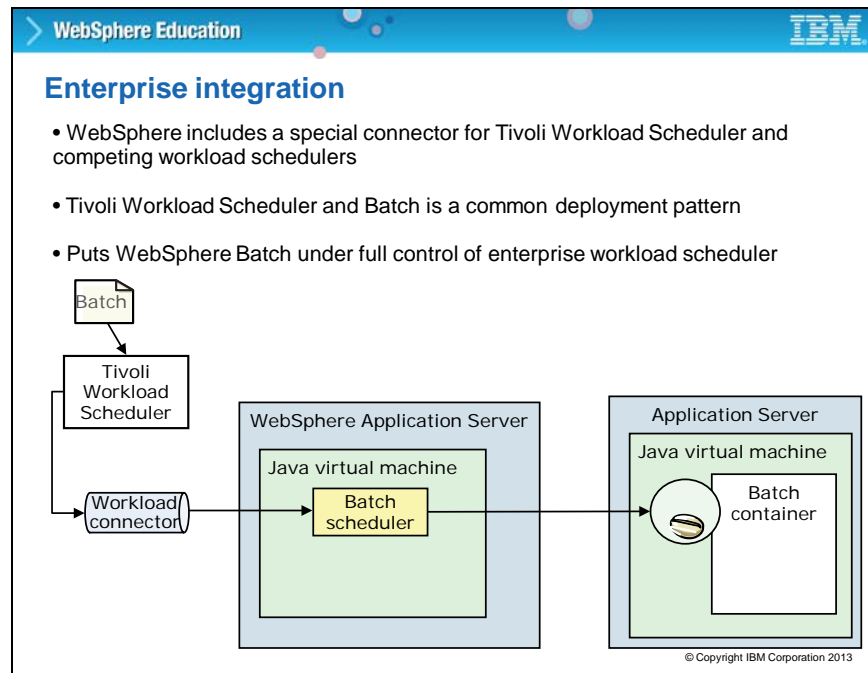 WebSphere Education
IBM
Enterprise integration
• WebSphere includes a special connector for Tivoli Workload Scheduler and
competing workload schedulers
• Tivoli Workload Scheduler and Batch is a common deployment pattern
• Puts WebSphere Batch under full control of enterprise workload scheduler
Batch
Tivoli
Workload
Scheduler
Workload
connector
WebSphere Application Server
Java virtual machine
Batch
scheduler
Application Server
Java virtual machine
Batch
container
© Copyright IBM Corporation 2013